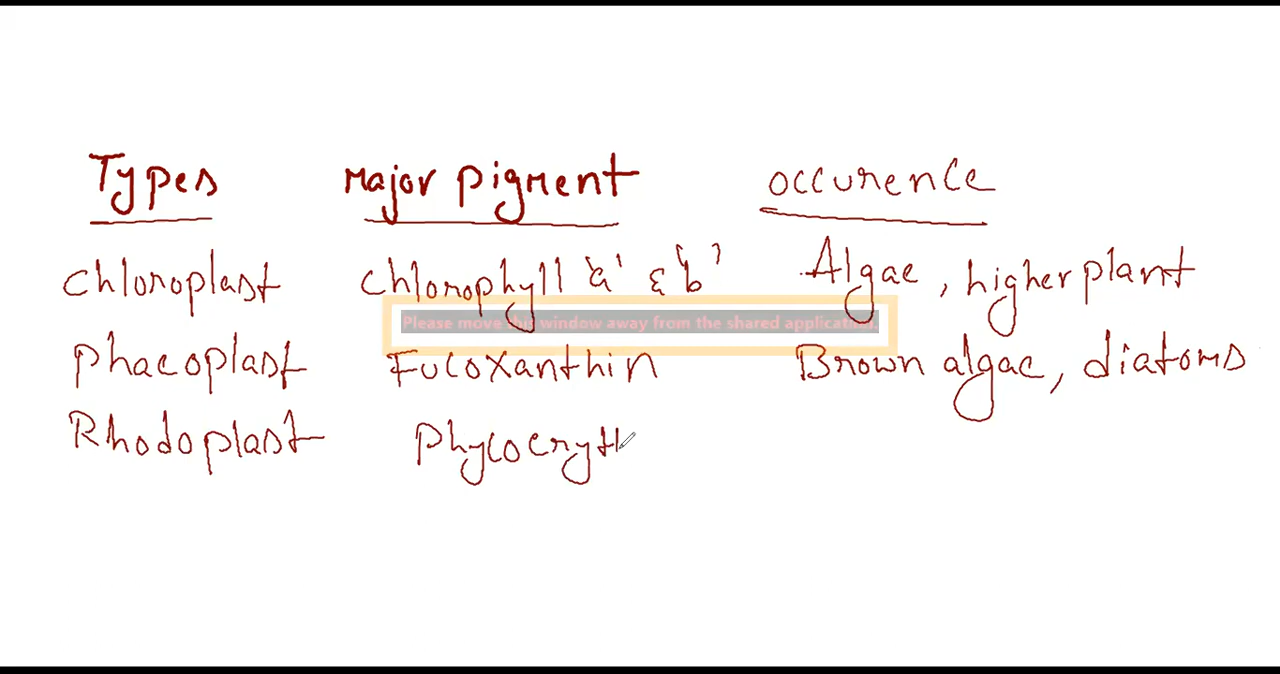 Types Major pigment occurence
chloroplast chlorophyll 'a' & 'b' Algae, higher plant
Please move this window away from the shared application.
phaeoplast Fucoxanthin Brown algae, diatoms
Rhodoplast phycoeryth